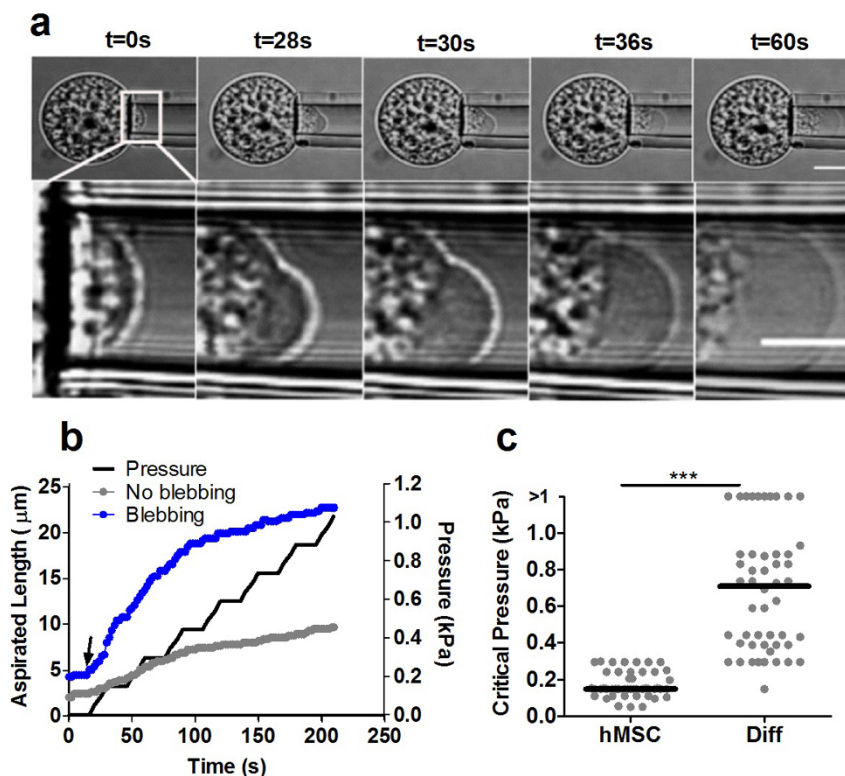 a
t=0s t=28s t=30s t=36s t=60s
b
Pressure
No blebbing
Blebbing
Aspirated Length ( μm)
25
20
15
10
5
0
0 50 100 150 200 250
Time (s)
1.2
1.0
0.8
0.6
0.4
0.2
0.0
Pressure (kPa)
c
***
Critical Pressure (kPa)
>1
1.0
0.8
0.6
0.4
0.2
0.0
hMSC Diff